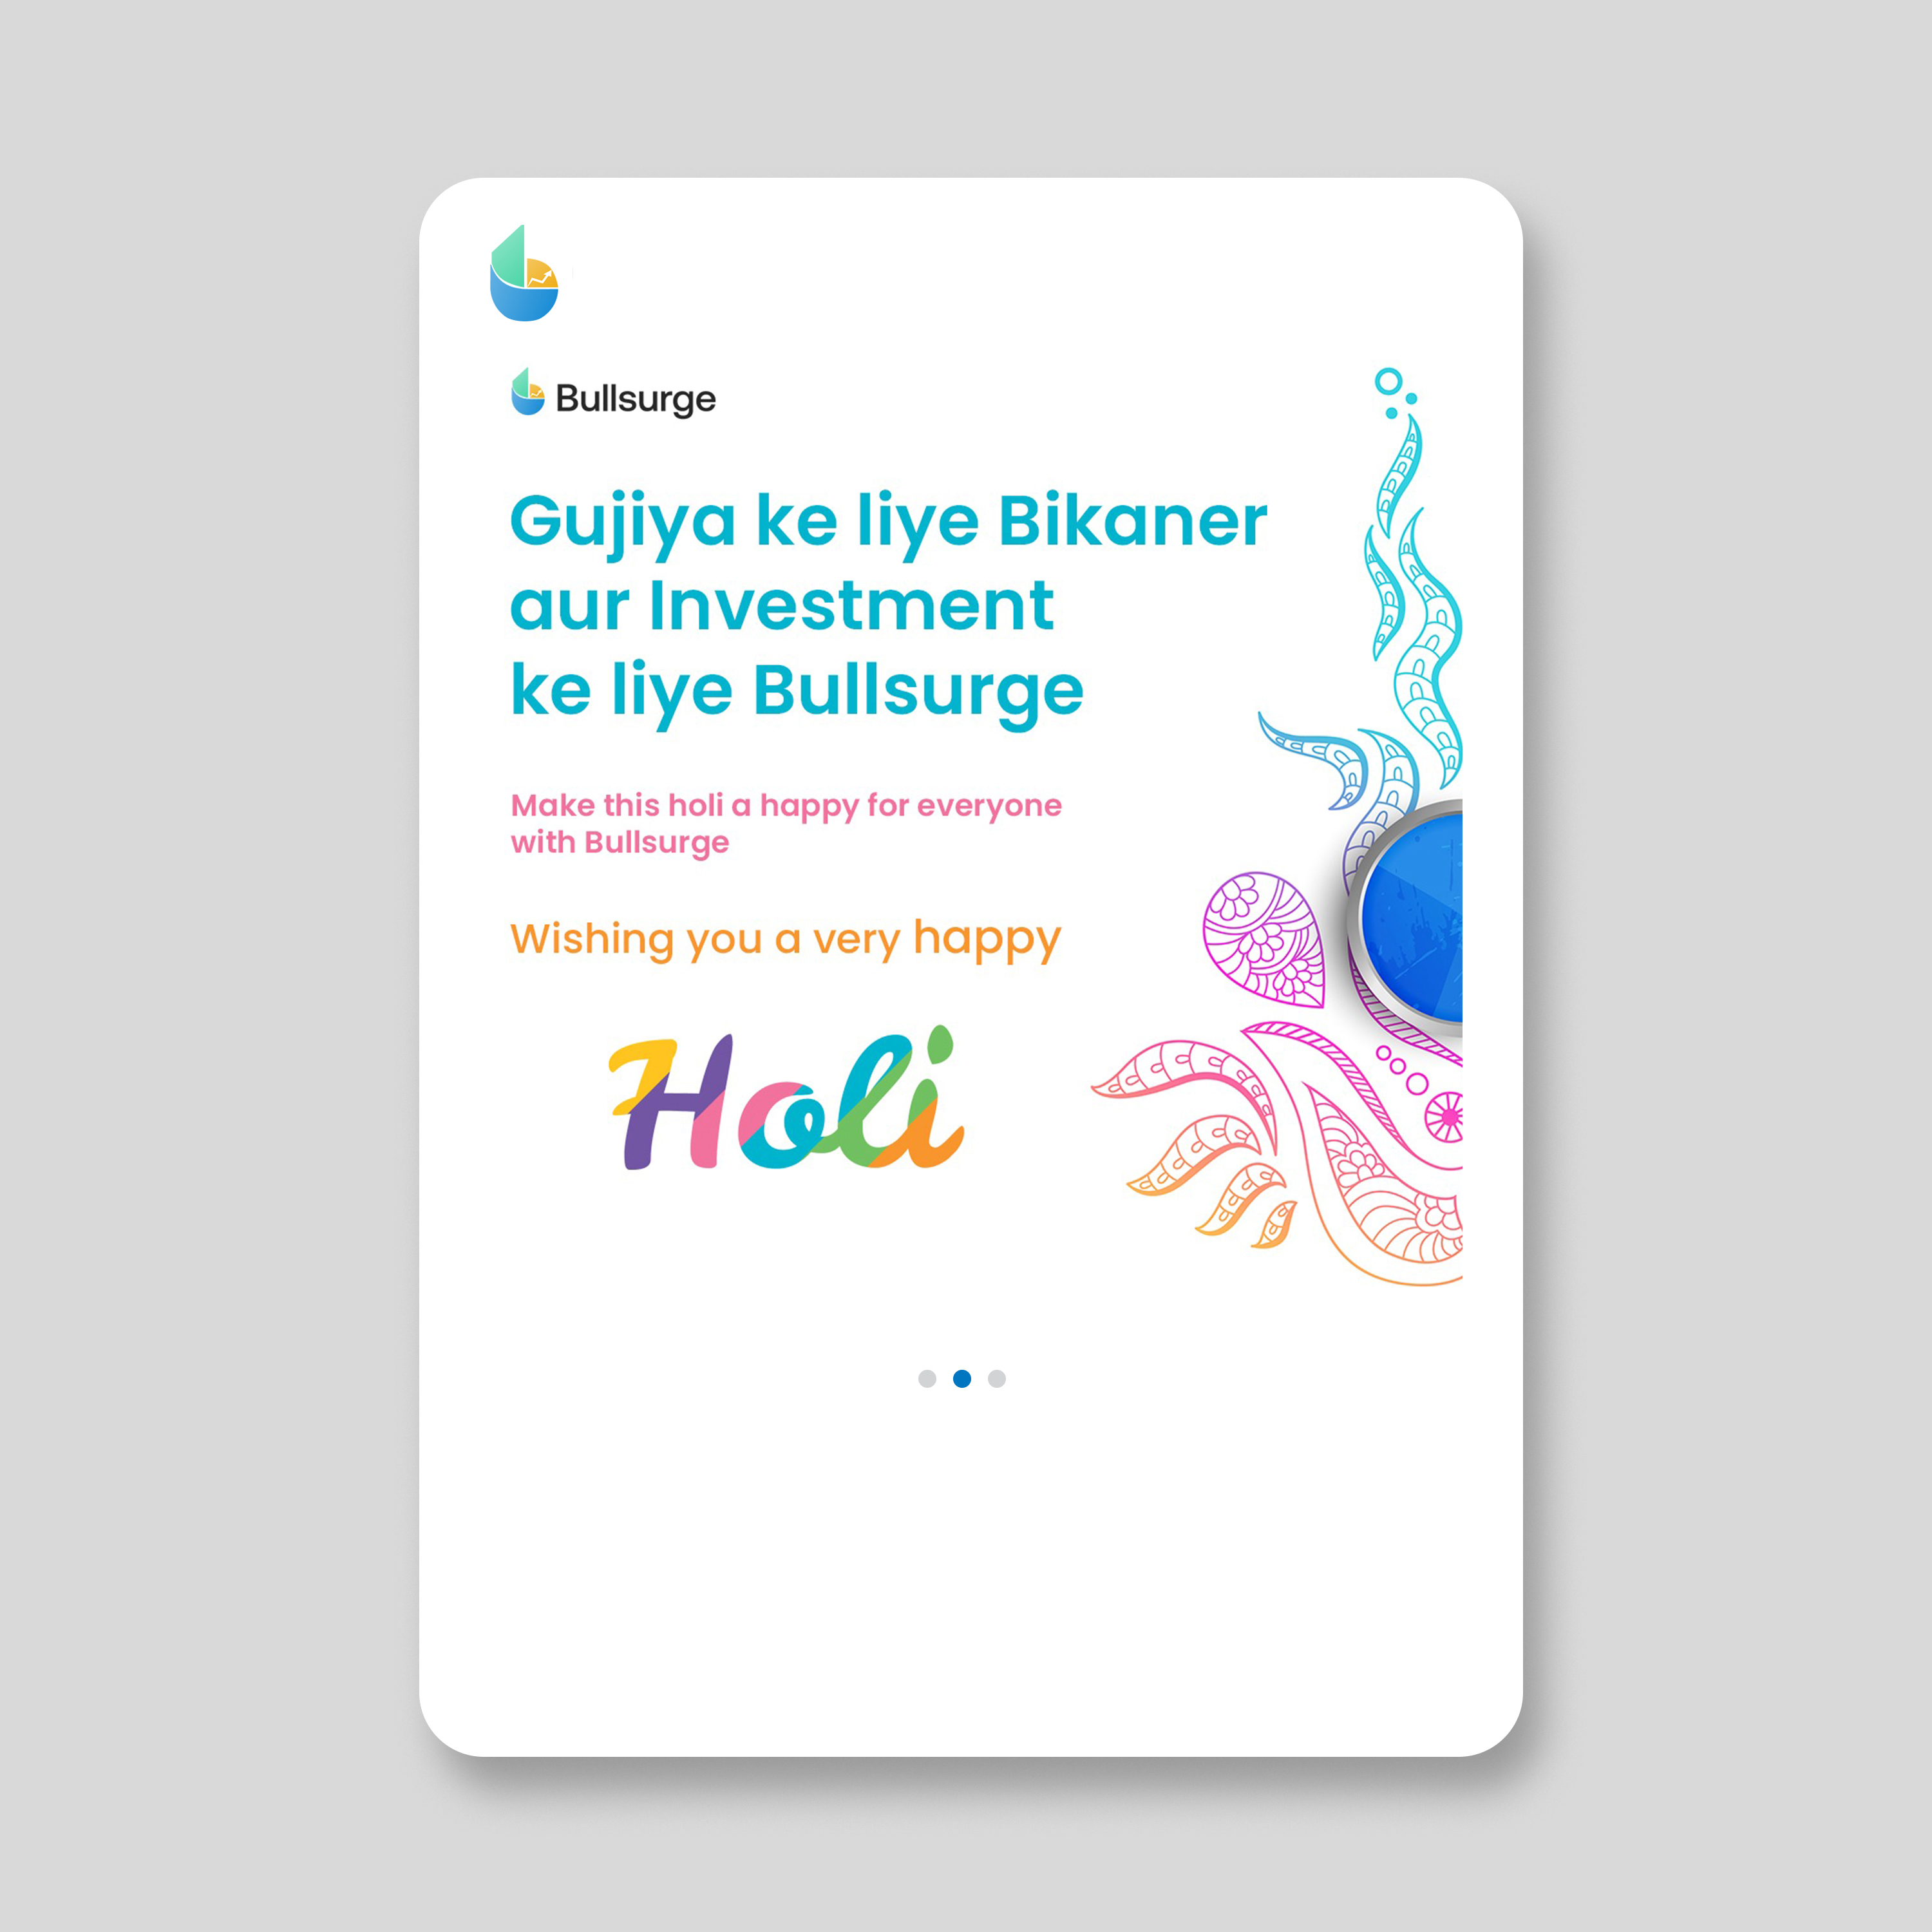 Bullsurge
Gujiya ke liye Bikaner
aur Investment
ke liye Bullsurge
Make this holi a happy for everyone
with Bullsurge
Wishing you a very happy
Holi